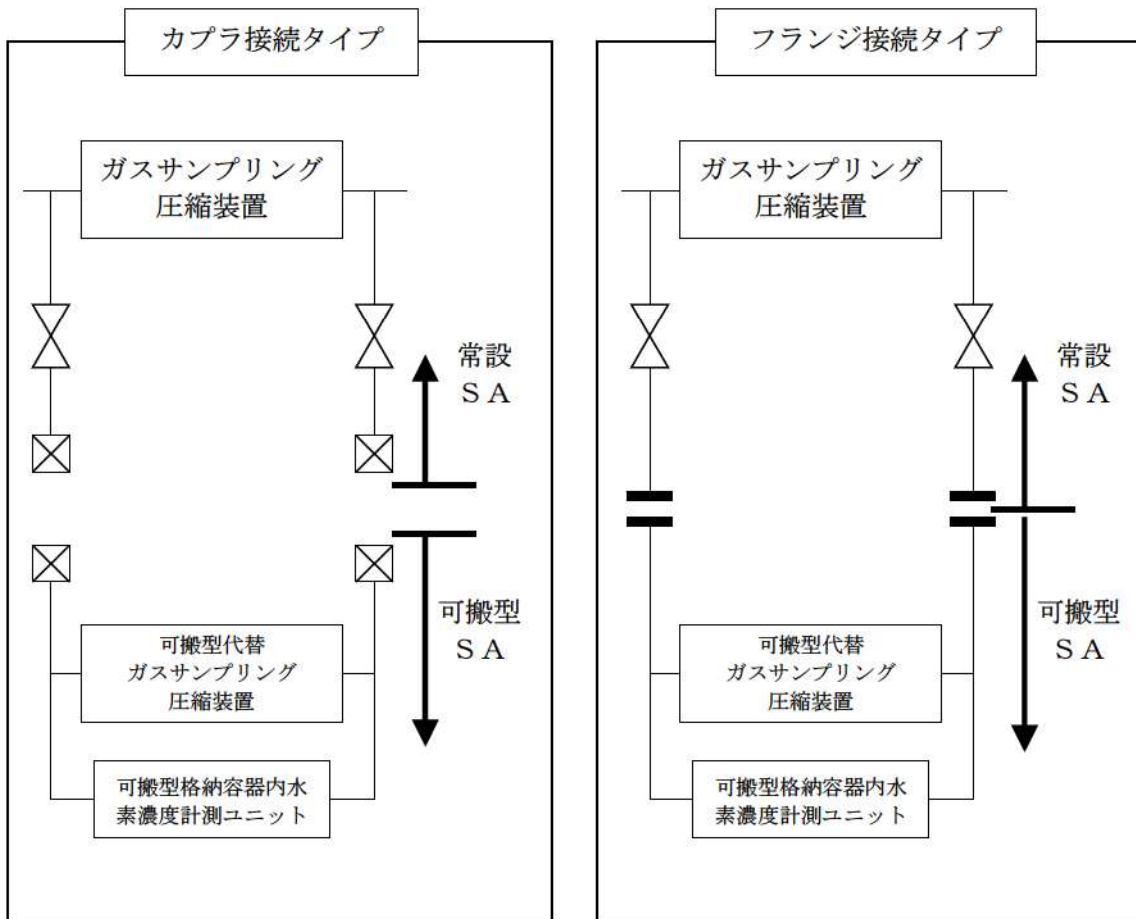 カプラ接続タイプ
ガスサンプリング
圧縮装置
常設
ＳＡ
可搬型
ＳＡ
可搬型代替
ガスサンプリング
圧縮装置
可搬型格納容器内水
素濃度計測ユニット
フランジ接続タイプ
ガスサンプリング
圧縮装置
常設
ＳＡ
可搬型
ＳＡ
可搬型代替
ガスサンプリング
圧縮装置
可搬型格納容器内水
素濃度計測ユニット